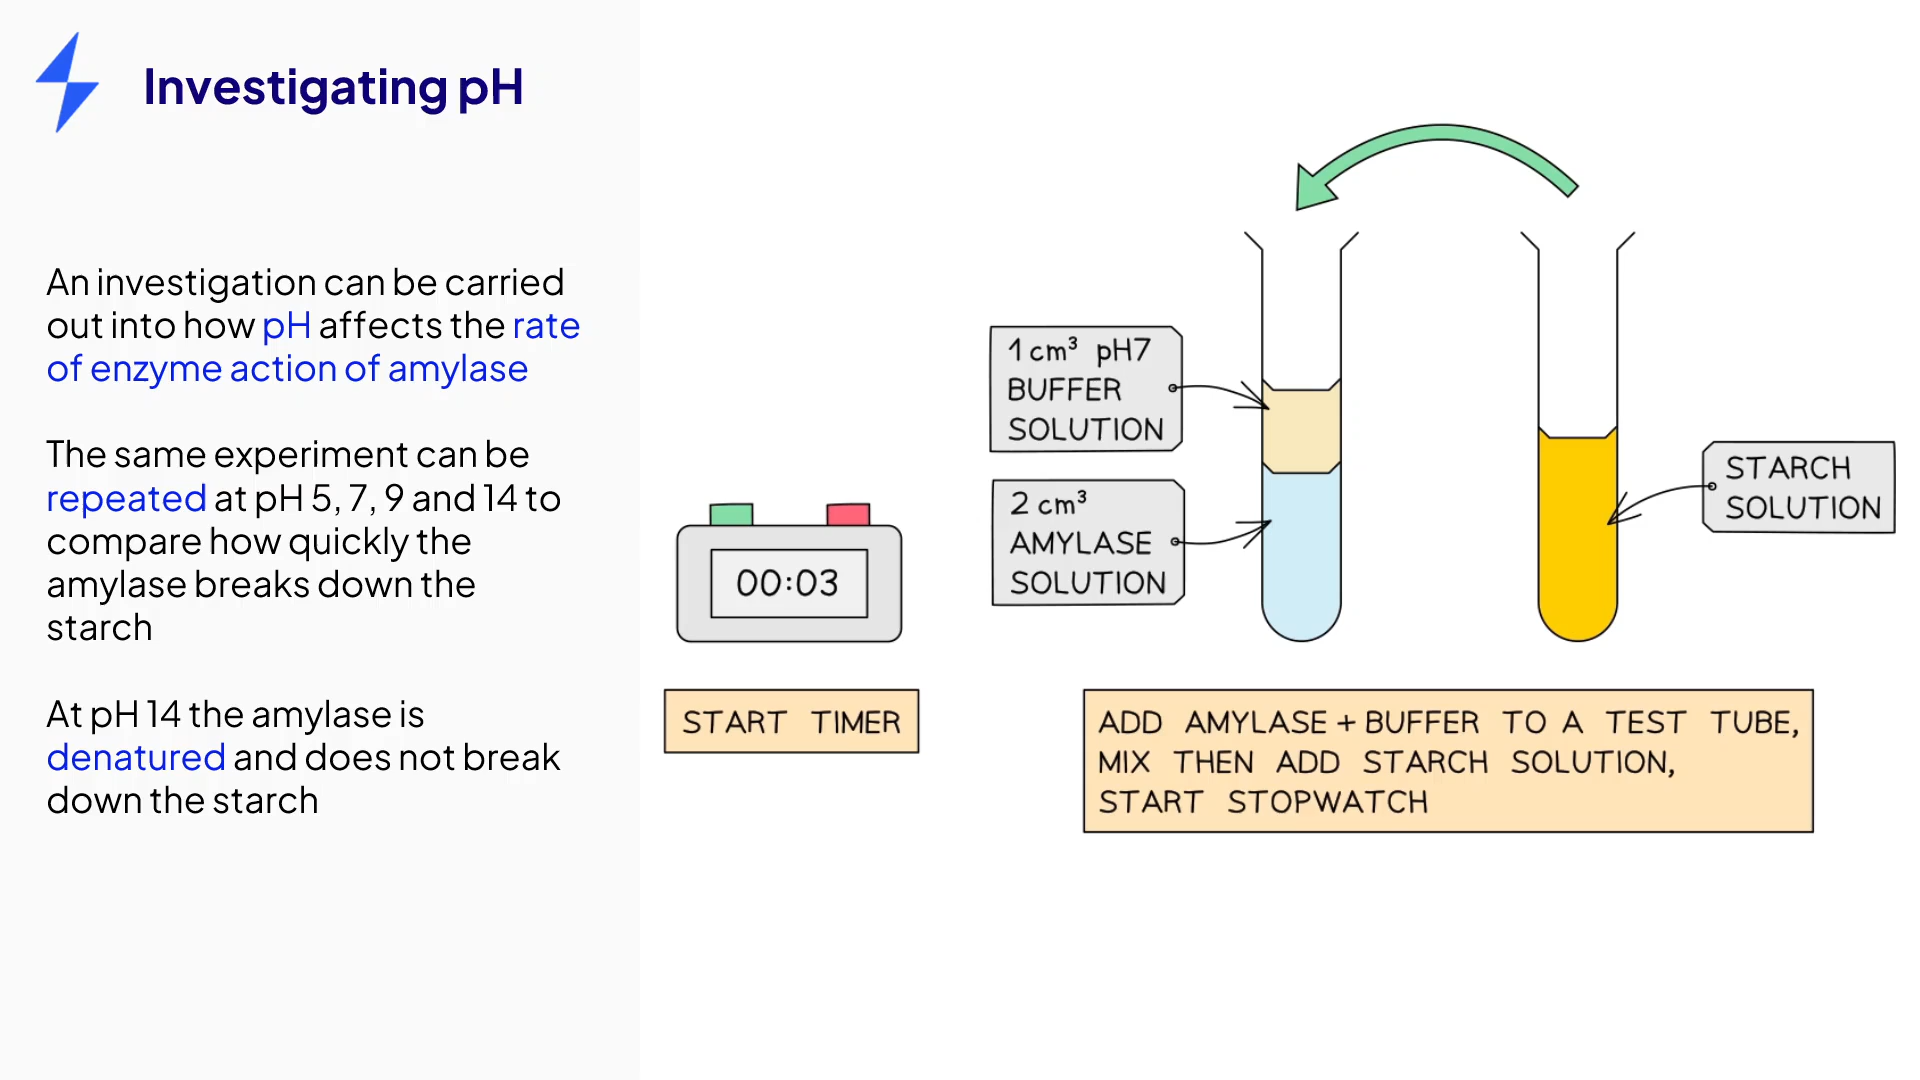 Investigating pH
An investigation can be carried
out into how pH affects the rate
of enzyme action of amylase
The same experiment can be
repeated at pH 5, 7, 9 and 14 to
compare how quickly the
amylase breaks down the
starch
At pH 14 the amylase is
denatured and does not break
down the starch
00:03
START TIMER
1 cm³ pH7
BUFFER
SOLUTION
2 cm³
AMYLASE
SOLUTION
STARCH
SOLUTION
ADD AMYLASE + BUFFER TO A TEST TUBE,
MIX THEN ADD STARCH SOLUTION,
START STOPWATCH